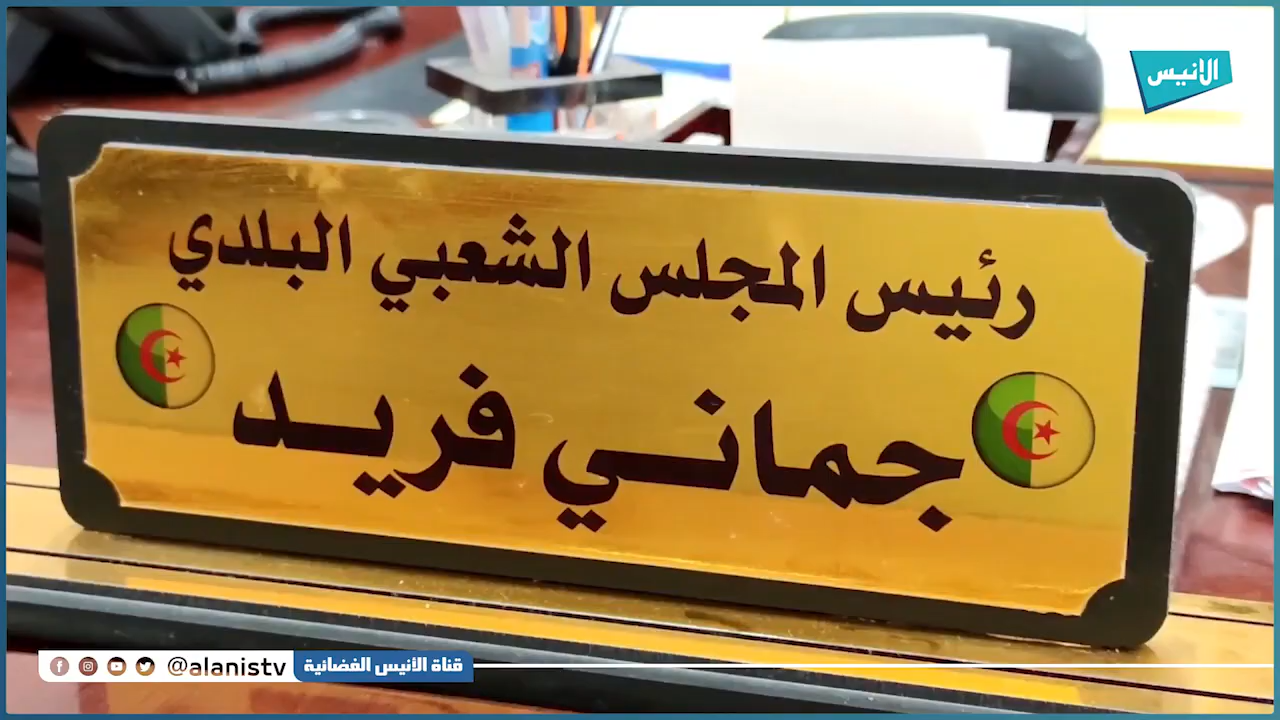 الأنيس
رئيس المجلس الشعبي البلدي
جماني فريد
@alanistv
قناة الأنيس الفضائية